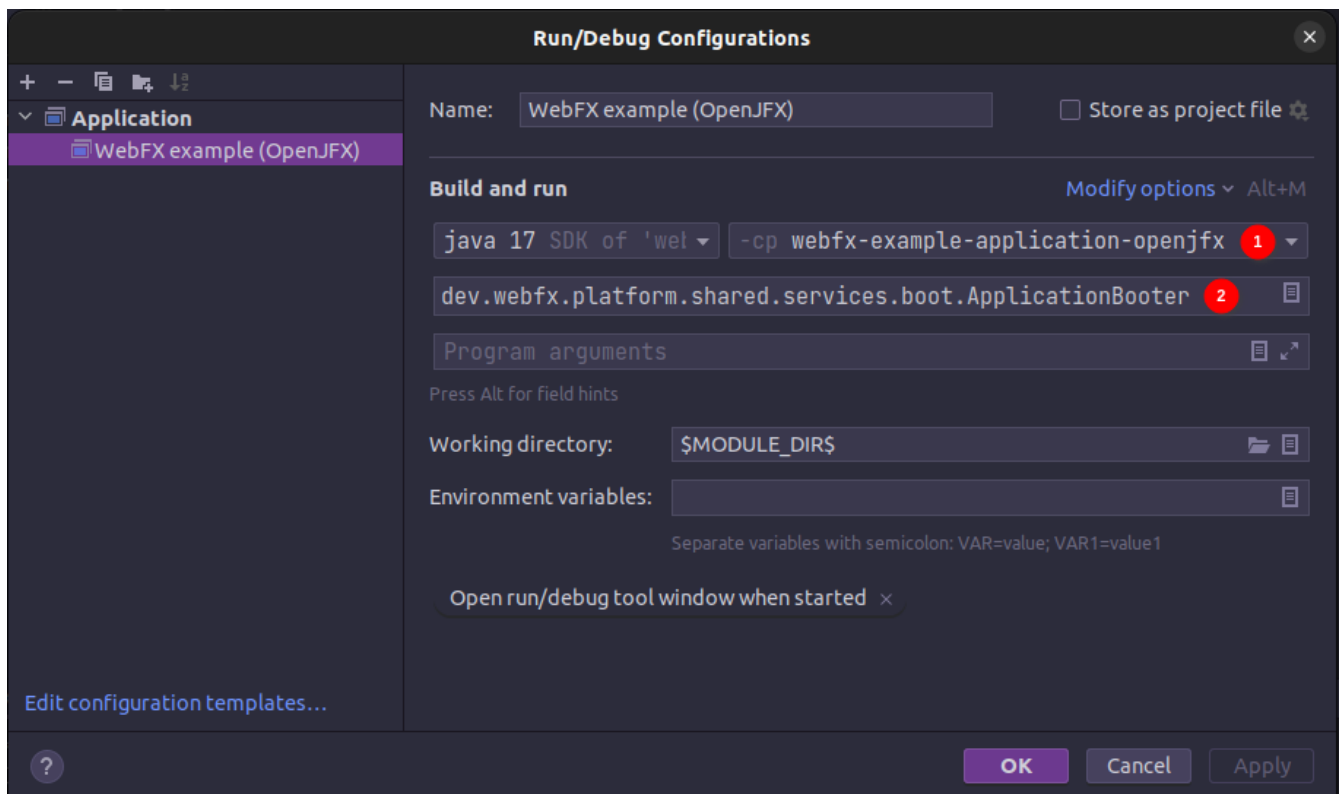 Run/Debug Configurations
Application
WebFX example (OpenJFX)
Edit configuration templates...
Name: WebFX example (OpenJFX) Store as project file
Build and run Modify options Alt+M
java 17 SDK of 'wel -cp webfx-example-application-openjfx 1
dev.webfx.platform.shared.services.boot.ApplicationBooter 2
Program arguments
Press Alt for field hints
Working directory: $MODULE_DIR$
Environment variables:
Separate variables with semicolon: VAR=value; VAR1=value1
Open run/debug tool window when started ×
? OK Cancel Apply